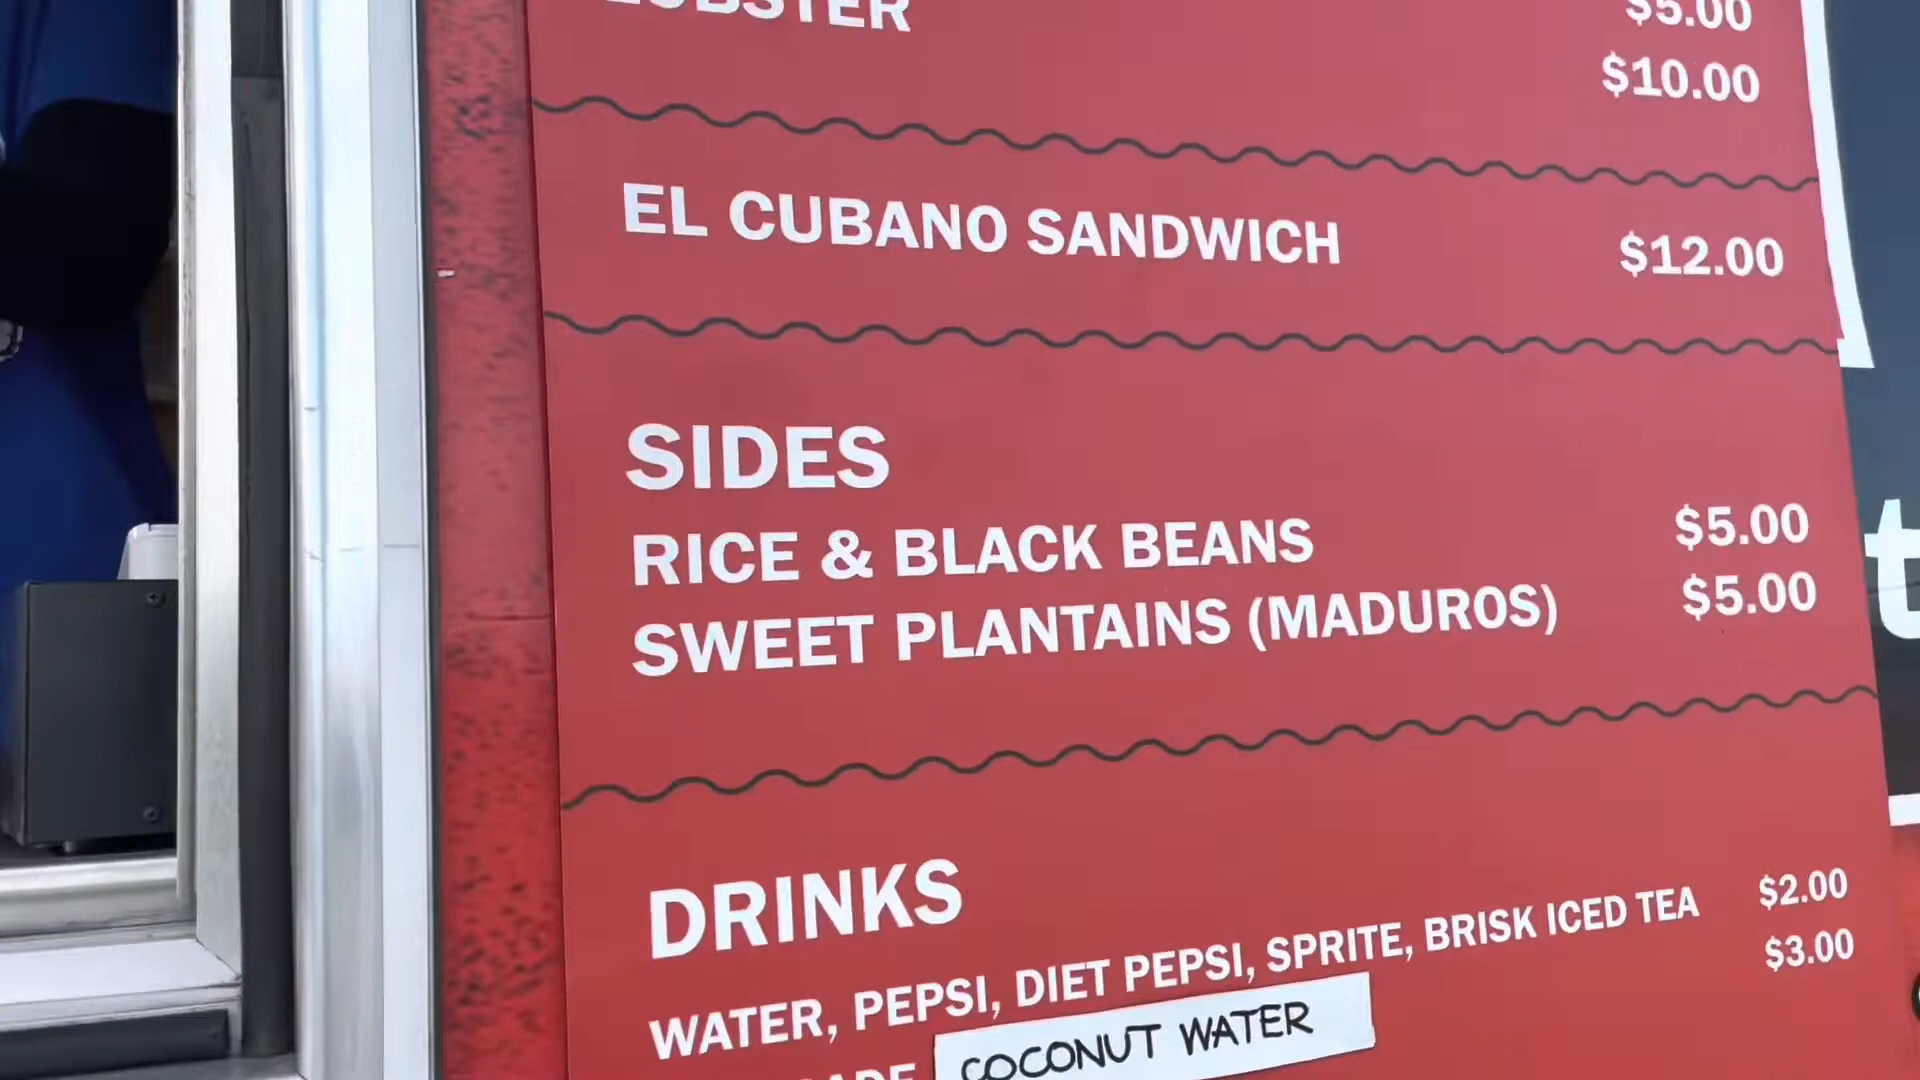 LOBSTER $5.00
$10.00
EL CUBANO SANDWICH $12.00
SIDES
RICE & BLACK BEANS $5.00
SWEET PLANTAINS (MADUROS) $5.00
DRINKS
WATER, PEPSI, DIET PEPSI, SPRITE, BRISK ICED TEA $2.00
COCONUT WATER $3.00
t